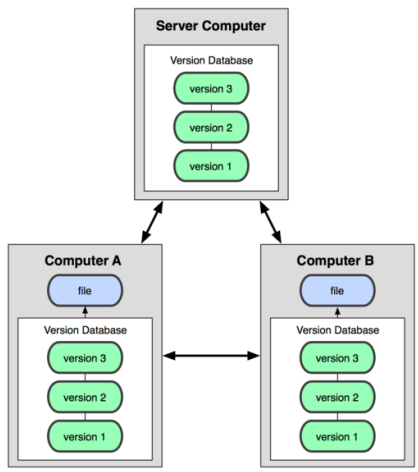 Server Computer
Version Database
version 3
version 2
version 1
Computer A
file
Version Database
version 3
version 2
version 1
Computer B
file
Version Database
version 3
version 2
version 1